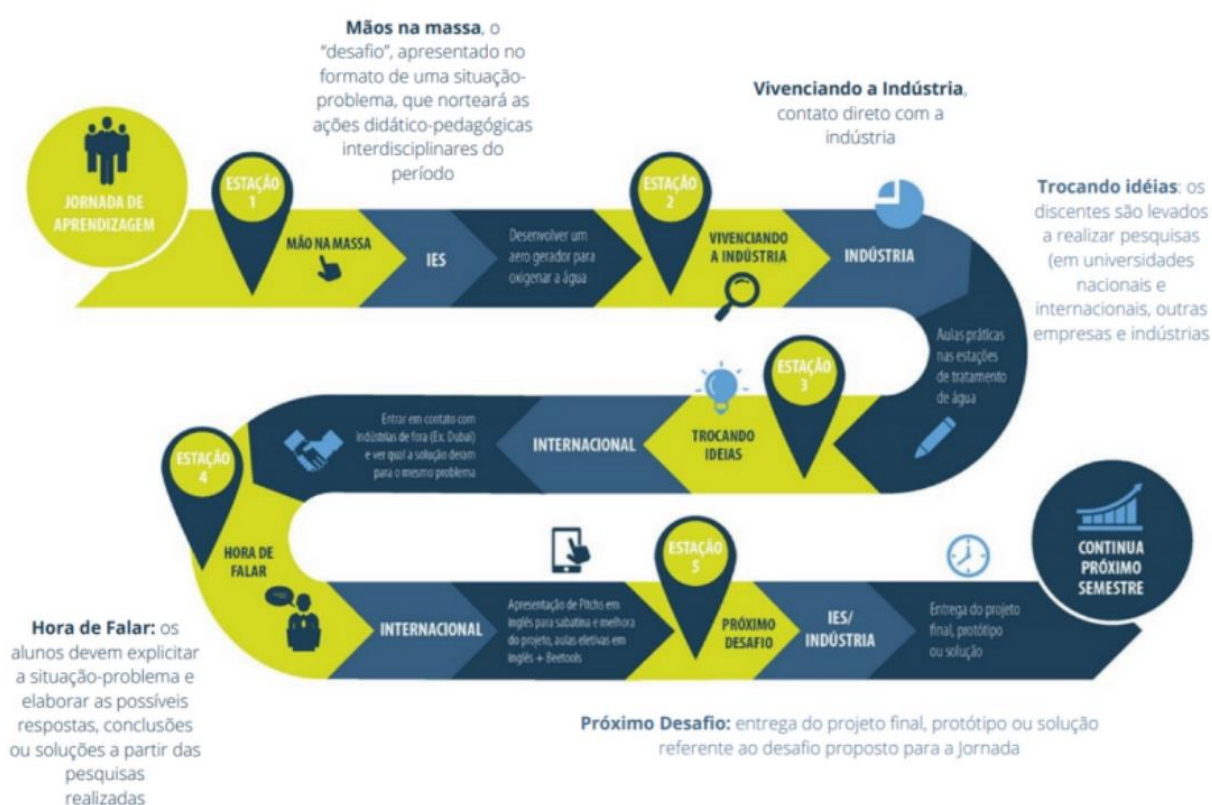 Mãos na massa, o
"desafio", apresentado no
formato de uma situação-
problema, que norteará as
ações didático-pedagógicas
interdisciplinares do
período
Vivenciando a Indústria,
contato direto com a
indústria
Trocando idéias: os
discentes são levados
a realizar pesquisas
(em universidades
nacionais e
internacionais, outras
empresas e indústrias
JORNADA DE
APRENDIZAGEM
ESTAÇÃO
1
MÃO NA MASSA
IES
Desenvolver um
aero gerador para
oxigenar a água
ESTAÇÃO
2
VIVENCIANDO
A INDÚSTRIA
INDÚSTRIA
Aulas práticas
nas estações
de tratamento
de água
ESTAÇÃO
3
TROCANDO
IDEIAS
INTERNACIONAL
Entrar em contato com
indústrias de fora (Ex: Dubai)
e ver qual a solução deram
para o mesmo problema
ESTAÇÃO
4
HORA DE
FALAR
INTERNACIONAL
Apresentação de Pitchs em
inglês para sabatina e melhora
do projeto, aulas eletivas em
inglês + Beetools
ESTAÇÃO
5
PRÓXIMO
DESAFIO
IES/
INDÚSTRIA
Entrega do projeto
final, protótipo
ou solução
CONTINUA
PRÓXIMO
SEMESTRE
Hora de Falar: os
alunos devem explicitar
a situação-problema e
elaborar as possíveis
respostas, conclusões
ou soluções a partir das
pesquisas
realizadas
Próximo Desafio: entrega do projeto final, protótipo ou solução
referente ao desafio proposto para a Jornada